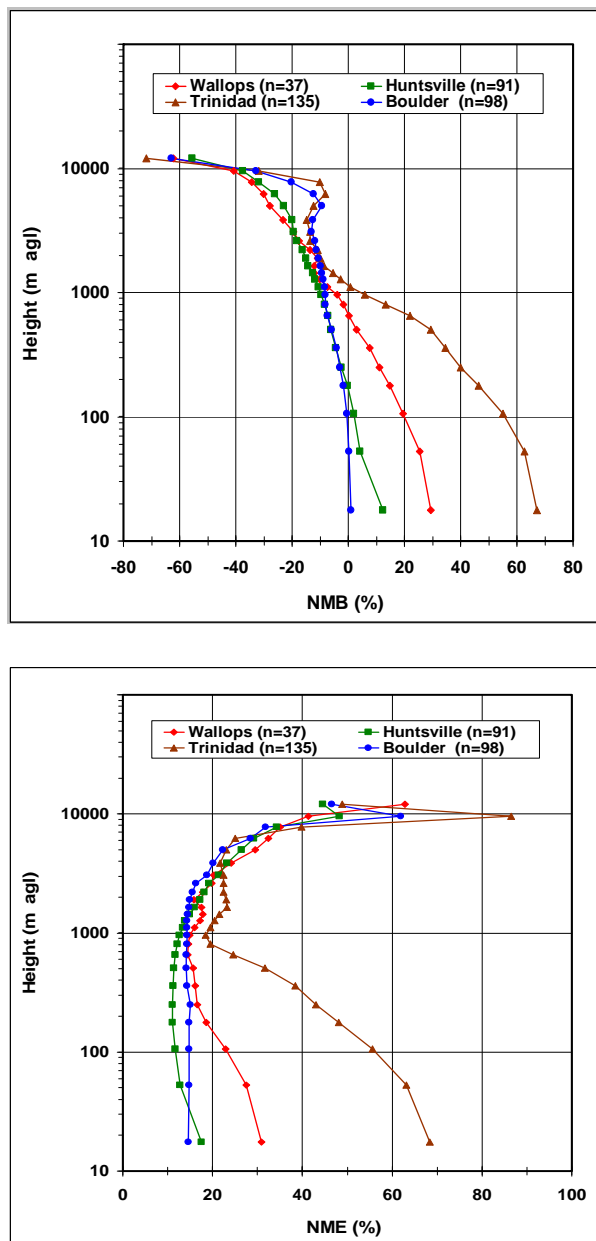 Wallops (n=37) Huntsville (n=91)
Trinidad (n=135) Boulder (n=98)
10000
1000
100
10
Height (m agl)
-80 -60 -40 -20 0 20 40 60 80
NMB (%)
Wallops (n=37) Huntsville (n=91)
Trinidad (n=135) Boulder (n=98)
10000
1000
100
10
Height (m agl)
0 20 40 60 80 100
NME (%)